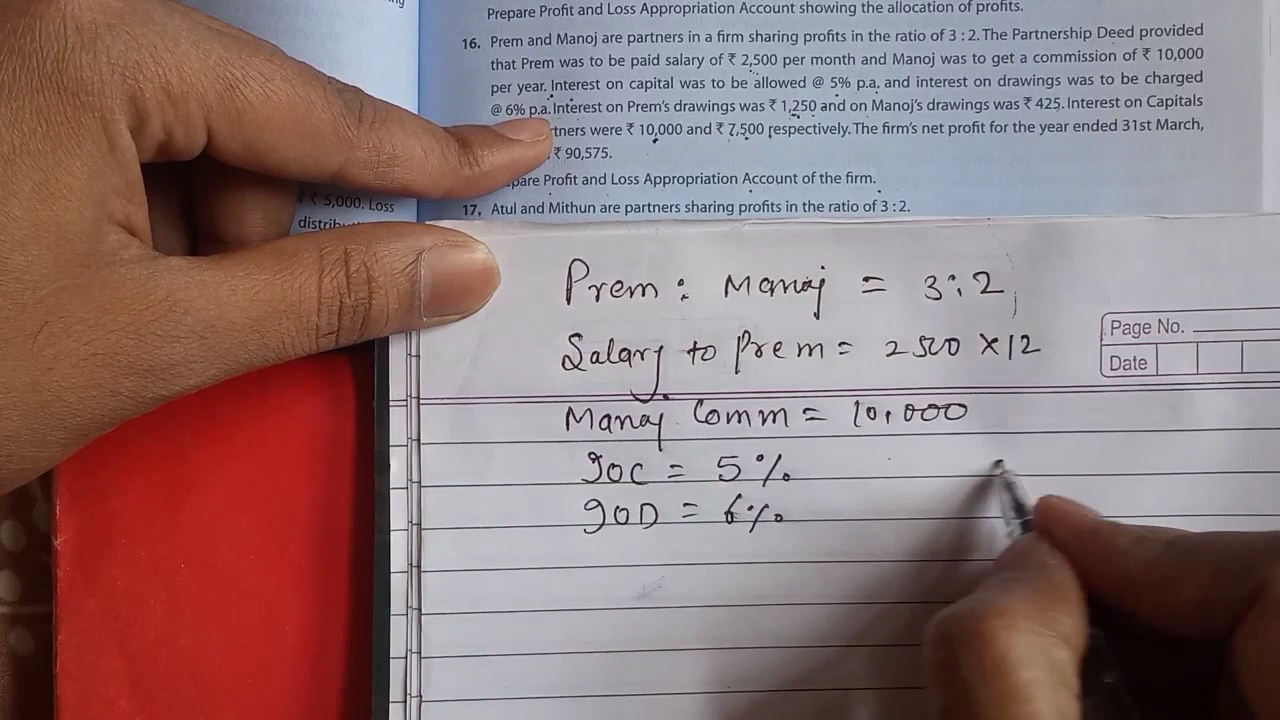 Prepare Profit and Loss Appropriation Account showing the allocation of profits.
16. Prem and Manoj are partners in a firm sharing profits in the ratio of 3 : 2. The Partnership Deed provided
that Prem was to be paid salary of ₹ 2,500 per month and Manoj was to get a commission of ₹ 10,000
per year. Interest on capital was to be allowed @ 5% p.a. and interest on drawings was to be charged
@ 6% p.a. Interest on Prem's drawings was ₹ 1,250 and on Manoj's drawings was ₹ 425. Interest on Capitals
were ₹ 10,000 and ₹ 7,500 respectively. The firm's net profit for the year ended 31st March,
₹ 90,575.
Profit and Loss Appropriation Account of the firm.
₹ 5,000. Loss
17. Atul and Mithun are partners sharing profits in the ratio of 3 : 2.
Prem : Manoj = 3:2
Page No.
Salary to Prem = 2500 × 12
Date
Manoj Comm = 10,000
IOC = 5%
IOD = 6%